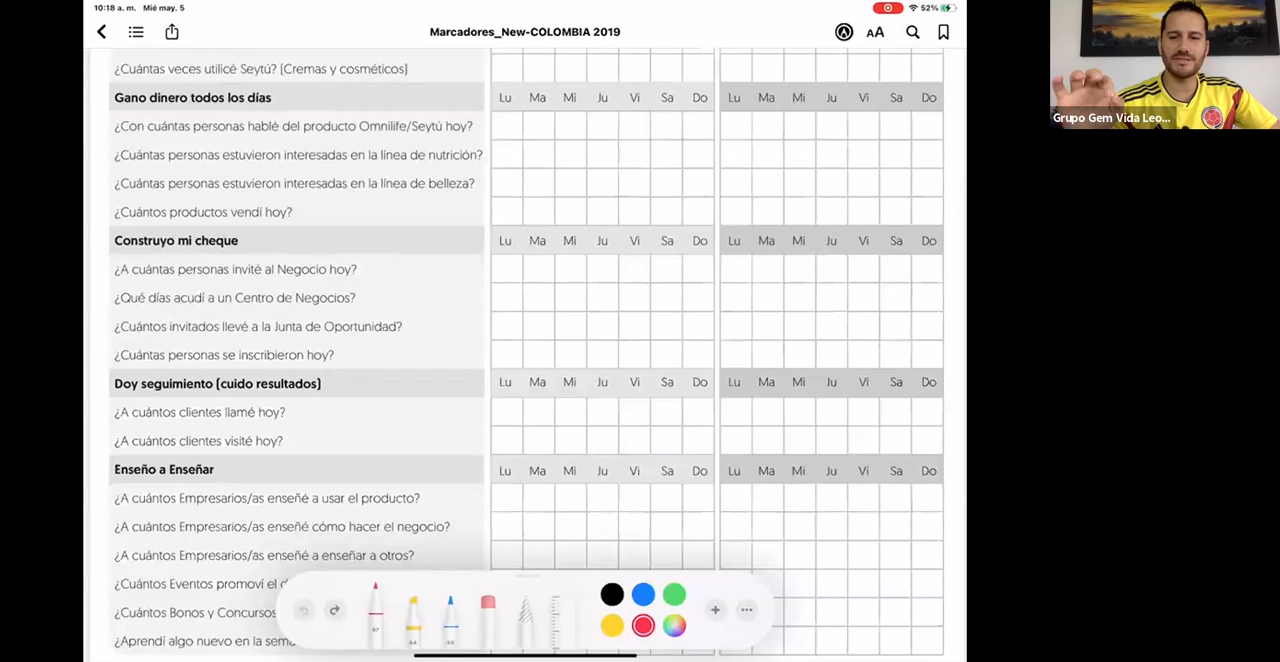 10:18 a. m. Mié may. 5
52%
Marcadores_New-COLOMBIA 2019
AA
¿Cuántas veces utilicé Seytú? (Cremas y cosméticos)
Gano dinero todos los días Lu Ma Mi Ju Vi Sa Do Lu Ma Mi Ju Vi Sa Do
¿Con cuántas personas hablé del producto Omnilife/Seytú hoy?
¿Cuántas personas estuvieron interesadas en la línea de nutrición?
¿Cuántas personas estuvieron interesadas en la línea de belleza?
¿Cuántos productos vendí hoy?
Construyo mi cheque Lu Ma Mi Ju Vi Sa Do Lu Ma Mi Ju Vi Sa Do
¿A cuántas personas invité al Negocio hoy?
¿Qué días acudí a un Centro de Negocios?
¿Cuántos invitados llevé a la Junta de Oportunidad?
¿Cuántas personas se inscribieron hoy?
Doy seguimiento (cuido resultados) Lu Ma Mi Ju Vi Sa Do Lu Ma Mi Ju Vi Sa Do
¿A cuántos clientes llamé hoy?
¿A cuántos clientes visité hoy?
Enseño a Enseñar Lu Ma Mi Ju Vi Sa Do Lu Ma Mi Ju Vi Sa Do
¿A cuántos Empresarios/as enseñé a usar el producto?
¿A cuántos Empresarios/as enseñé cómo hacer el negocio?
¿A cuántos Empresarios/as enseñé a enseñar a otros?
¿Cuántos Eventos promoví el d
¿Cuántos Bonos y Concursos
¿Aprendí algo nuevo en la sem
Grupo Gem Vida Leo...